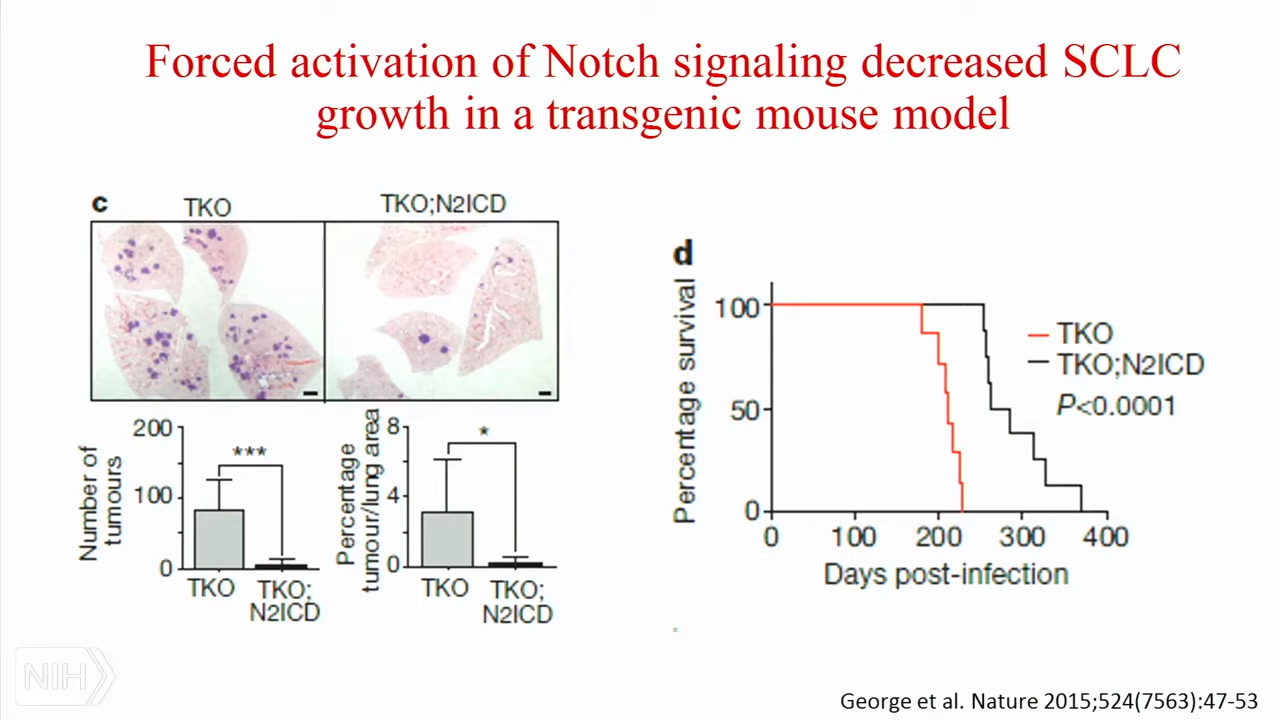 Forced activation of Notch signaling decreased SCLC
growth in a transgenic mouse model
c
TKO
TKO;N2ICD
Number of
tumours
200
100
0
***
TKO
TKO;
N2ICD
Percentage
tumour/lung area
8
4
0
*
TKO
TKO;
N2ICD
d
Percentage survival
100
50
0
0 100 200 300 400
Days post-infection
TKO
TKO;N2ICD
P<0.0001
NIH
George et al. Nature 2015;524(7563):47-53